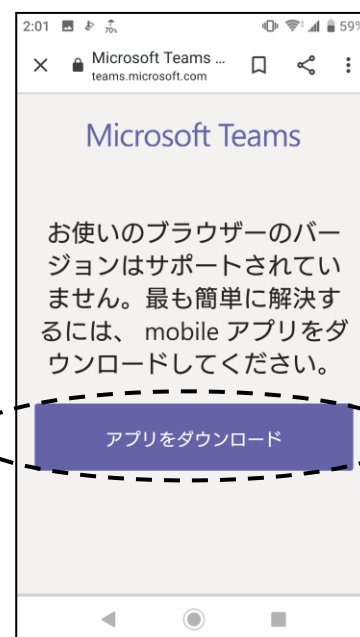 2:01 70% 59%
Microsoft Teams ...
teams.microsoft.com
Microsoft Teams
お使いのブラウザーのバー
ジョンはサポートされてい
ません。最も簡単に解決す
るには、 mobile アプリをダ
ウンロードしてください。
アプリをダウンロード